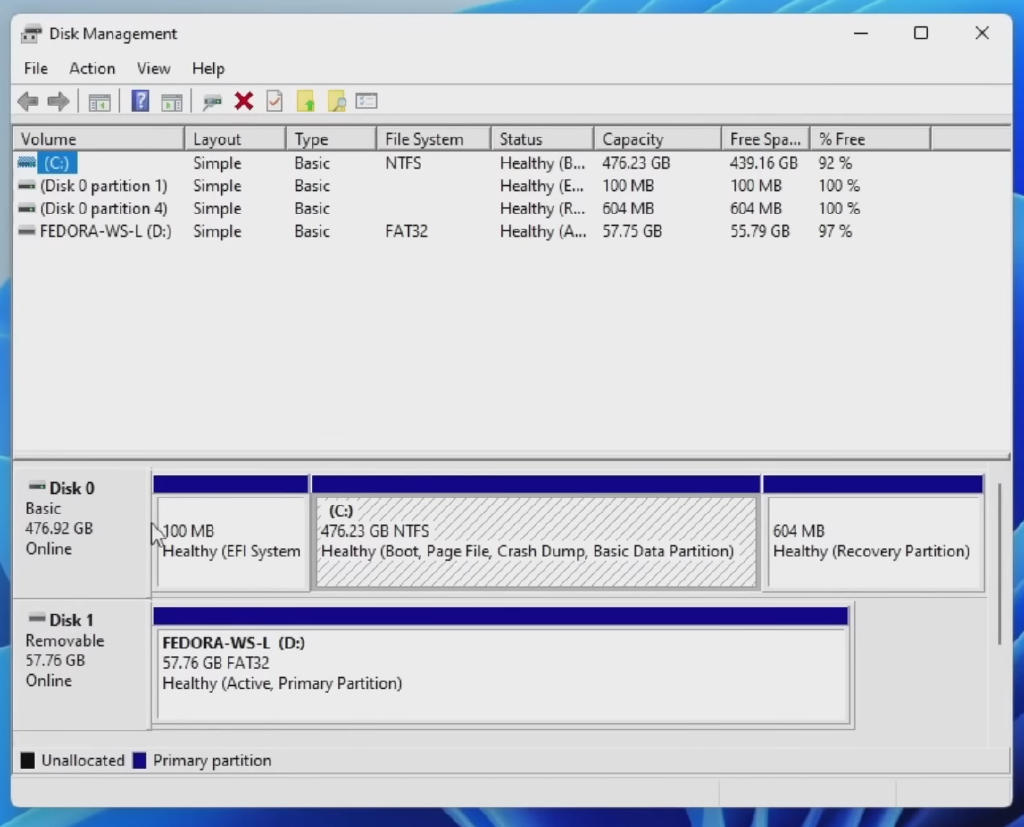 Disk Management
File Action View Help
Volume Layout Type File System Status Capacity Free Spa... % Free
(C:) Simple Basic NTFS Healthy (B... 476.23 GB 439.16 GB 92 %
(Disk 0 partition 1) Simple Basic Healthy (E... 100 MB 100 MB 100 %
(Disk 0 partition 4) Simple Basic Healthy (R... 604 MB 604 MB 100 %
FEDORA-WS-L (D:) Simple Basic FAT32 Healthy (A... 57.75 GB 55.79 GB 97 %
Disk 0
Basic
476.92 GB
Online
100 MB
Healthy (EFI System
(C:)
476.23 GB NTFS
Healthy (Boot, Page File, Crash Dump, Basic Data Partition)
604 MB
Healthy (Recovery Partition)
Disk 1
Removable
57.76 GB
Online
FEDORA-WS-L (D:)
57.76 GB FAT32
Healthy (Active, Primary Partition)
Unallocated Primary partition